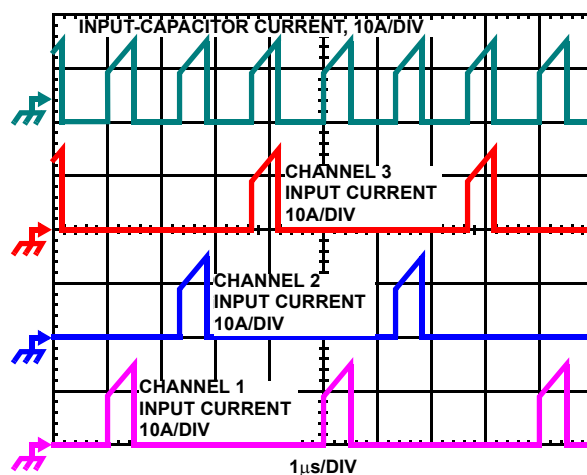 INPUT-CAPACITOR CURRENT, 10A/DIV
CHANNEL 3
INPUT CURRENT
10A/DIV
CHANNEL 2
INPUT CURRENT
10A/DIV
CHANNEL 1
INPUT CURRENT
10A/DIV
1μs/DIV